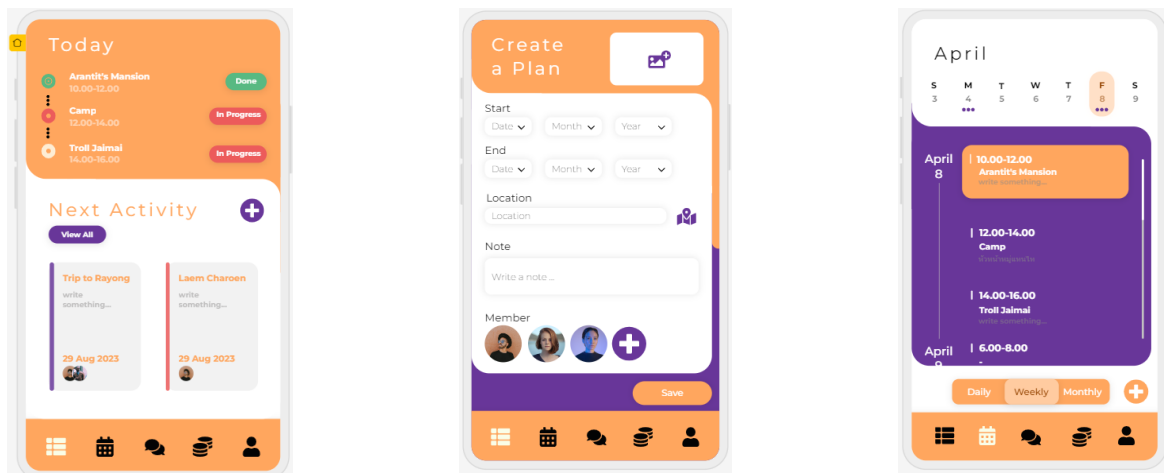 Today
Arantit's Mansion
10.00-12.00
Done
Camp
12.00-14.00
In Progress
Troll Jaimai
14.00-16.00
In Progress
Next Activity
View All
Trip to Rayong
write
something...
29 Aug 2023
Laem Charoen
write
something...
29 Aug 2023
Create
a Plan
Start
Date Month Year
End
Date Month Year
Location
Location
Note
Write a note ...
Member
Save
April
S M T W T F S
3 4 5 6 7 8 9
April
8
10.00-12.00
Arantit's Mansion
write something...
12.00-14.00
Camp
14.00-16.00
Troll Jaimai
write something...
April
9
6.00-8.00
-
Daily Weekly Monthly